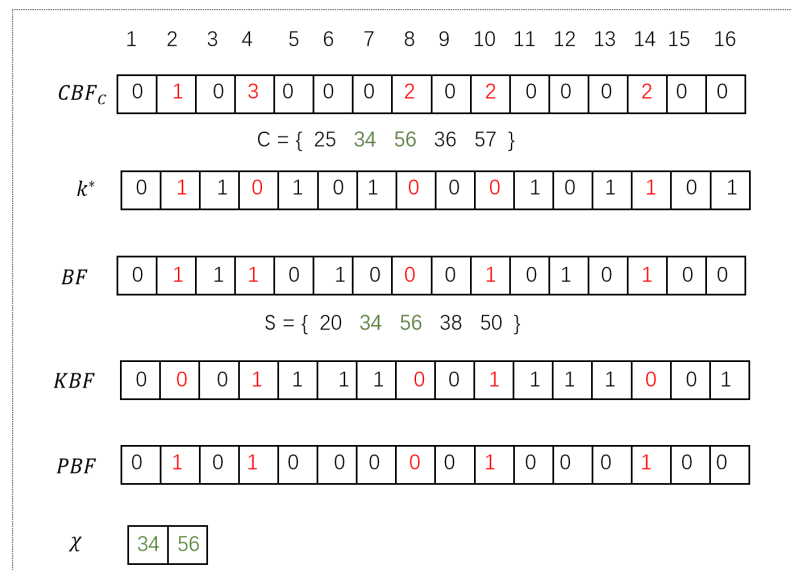 1 2 3 4 5 6 7 8 9 10 11 12 13 14 15 16
CBF_C 0 1 0 3 0 0 0 2 0 2 0 0 0 2 0 0
C = { 25 34 56 36 57 }
k* 0 1 1 0 1 0 1 0 0 0 1 0 1 1 0 1
BF 0 1 1 1 0 1 0 0 0 1 0 1 0 1 0 0
S = { 20 34 56 38 50 }
KBF 0 0 0 1 1 1 1 0 0 1 1 1 1 0 0 1
PBF 0 1 0 1 0 0 0 0 0 1 0 0 0 1 0 0
χ 34 56